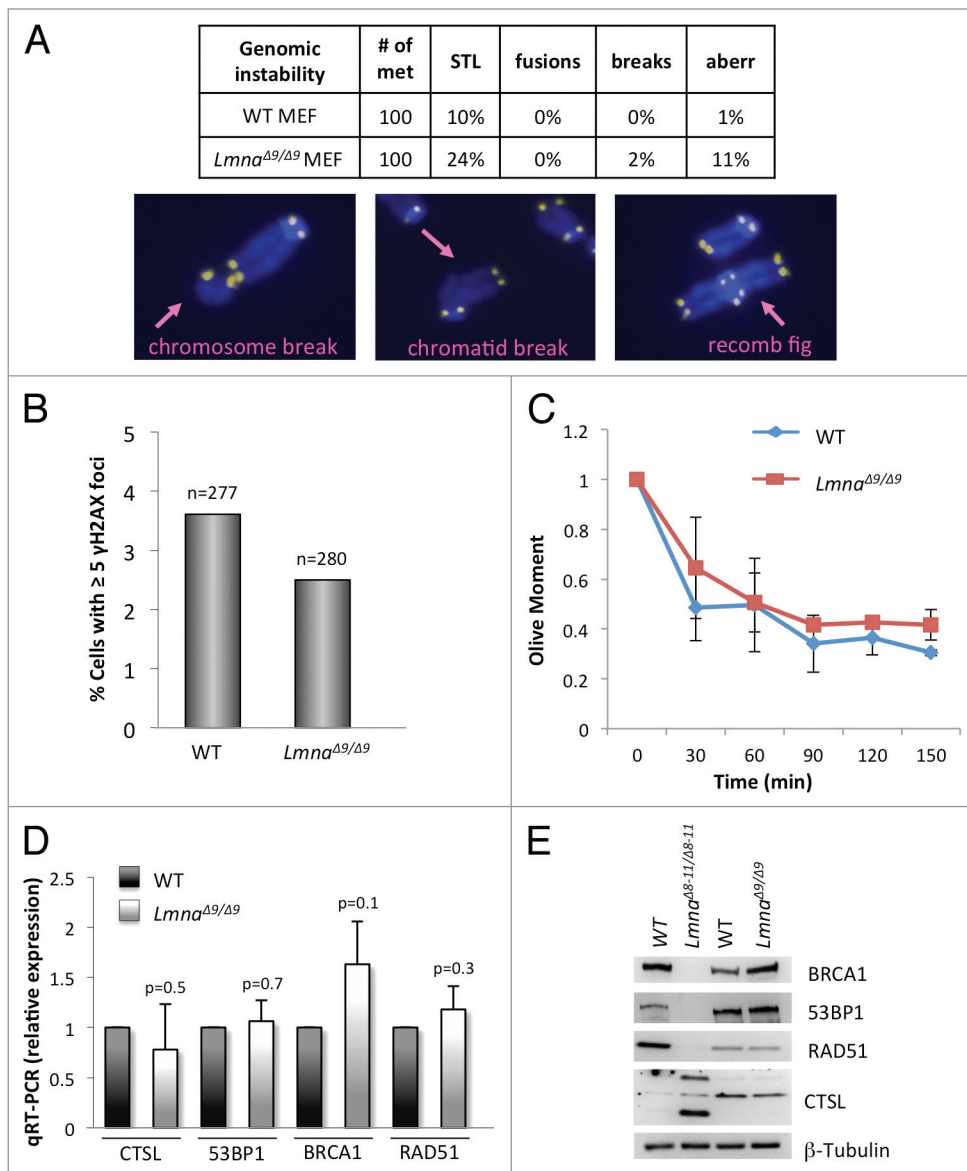 A
Genomic instability # of met STL fusions breaks aberr
WT MEF 100 10% 0% 0% 1%
Lmna^Δ9/Δ9 MEF 100 24% 0% 2% 11%
chromosome break
chromatid break
recomb fig
B
% Cells with ≥ 5 γH2AX foci
5
4
3
2
1
0
n=277
n=280
WT
Lmna^Δ9/Δ9
C
Olive Moment
1.2
1
0.8
0.6
0.4
0.2
0
WT
Lmna^Δ9/Δ9
0 30 60 90 120 150
Time (min)
D
qRT-PCR (relative expression)
WT
Lmna^Δ9/Δ9
2.5
2
1.5
1
0.5
0
p=0.5
p=0.7
p=0.1
p=0.3
CTSL 53BP1 BRCA1 RAD51
E
WT
Lmna^Δ8-11/Δ8-11
WT
Lmna^Δ9/Δ9
BRCA1
53BP1
RAD51
CTSL
β-Tubulin